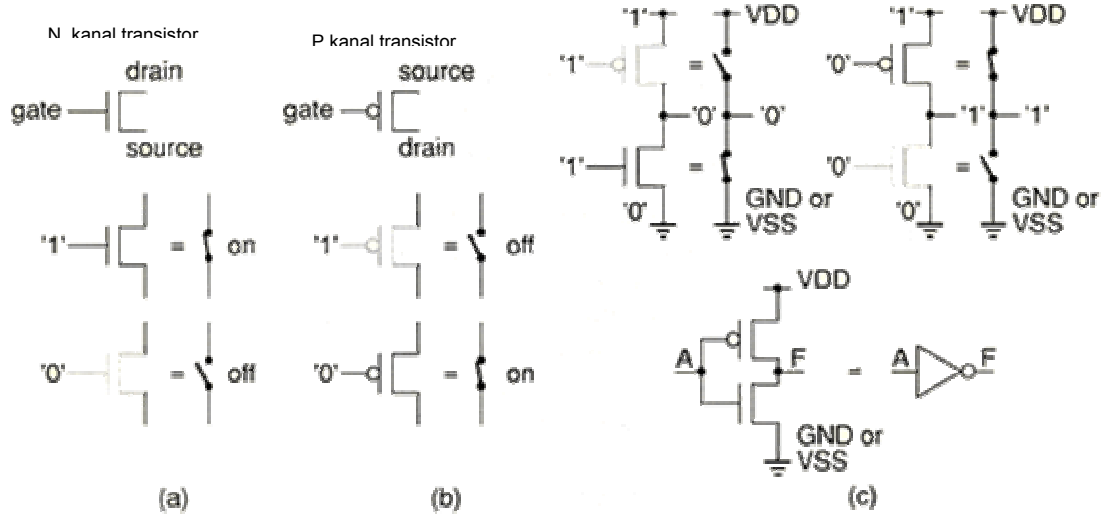 N kanal transistor
drain
gate
source
'1' = on
'0' = off
(a)
P kanal transistor
source
gate
drain
'1' = off
'0' = on
(b)
'1' VDD
'1' =
'0' '0'
'1' =
'0' GND or
VSS
'1' VDD
'0' =
'1' '1'
'0' =
'0' GND or
VSS
VDD
A F = A F
GND or
VSS
(c)